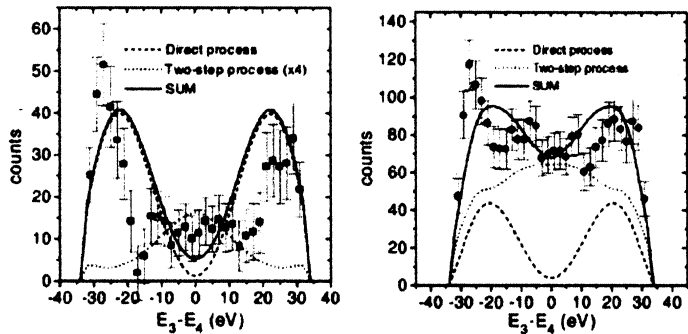 60
50
40
30
20
10
0
counts
Direct process
Two-step process (x4)
SUM
-40 -30 -20 -10 0 10 20 30 40
E3-E4 (eV)
140
120
100
80
60
40
20
0
counts
Direct process
Two-step process
SUM
-40 -30 -20 -10 0 10 20 30 40
E3-E4 (eV)